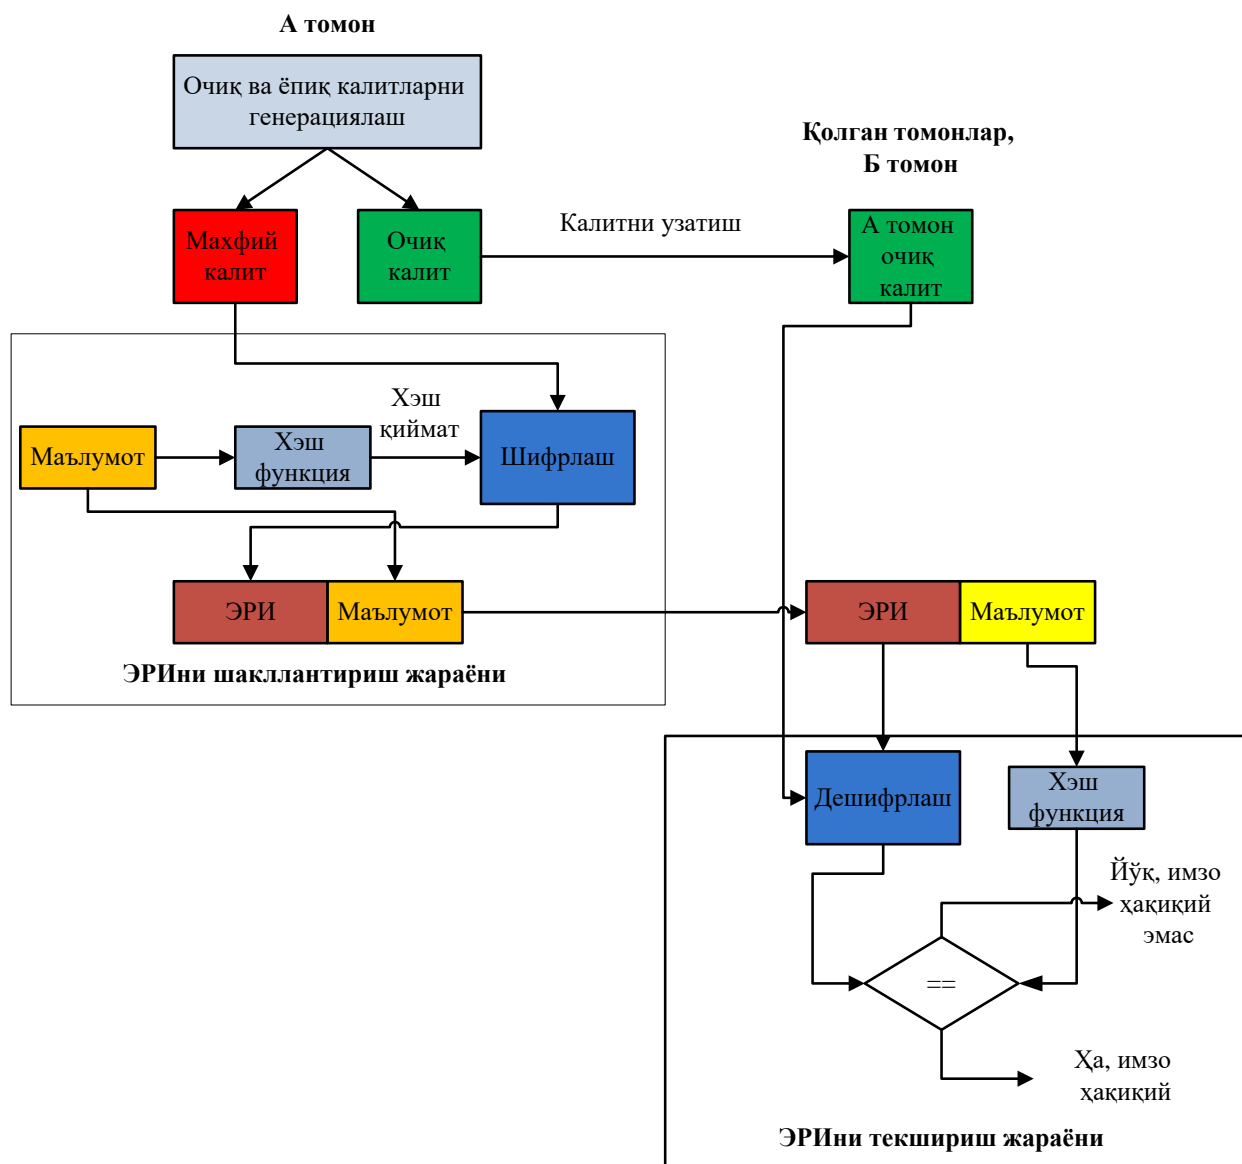 А томон
Очиқ ва ёпиқ калитларни
генерациялаш
Қолган томонлар,
Б томон
Махфий
калит
Очиқ
калит
Калитни узатиш
А томон
очиқ
калит
Маълумот
Хэш
функция
Хэш
қиймат
Шифрлаш
ЭРИ
Маълумот
ЭРИни шакллантириш жараёни
ЭРИ
Маълумот
Дешифрлаш
Хэш
функция
Йўқ, имзо
ҳақиқий
эмас
==
Ҳа, имзо
ҳақиқий
ЭРИни текшириш жараёни